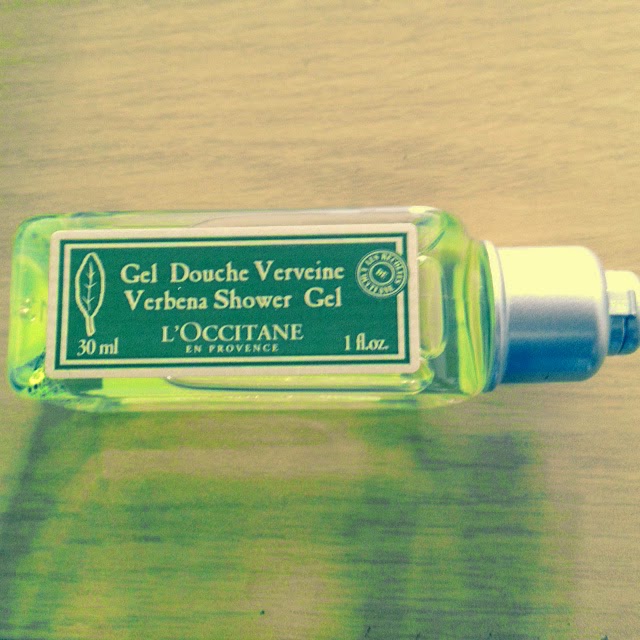 Gel Douche Verveine
Verbena Shower Gel
L'OCCITANE
EN PROVENCE
30 ml
1 fl.oz.